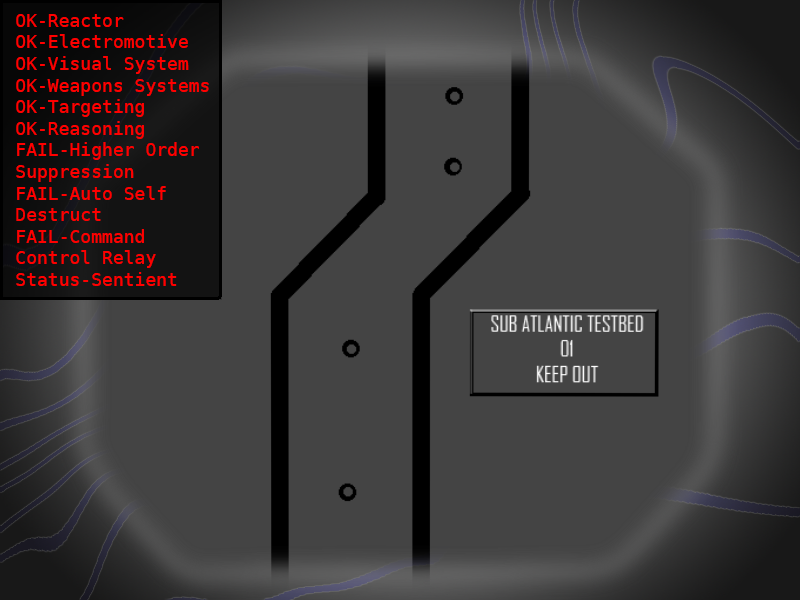 OK-Reactor
OK-Electromotive
OK-Visual System
OK-Weapons Systems
OK-Targeting
OK-Reasoning
FAIL-Higher Order
Suppression
FAIL-Auto Self
Destruct
FAIL-Command
Control Relay
Status-Sentient
SUB ATLANTIC TESTBED
01
KEEP OUT